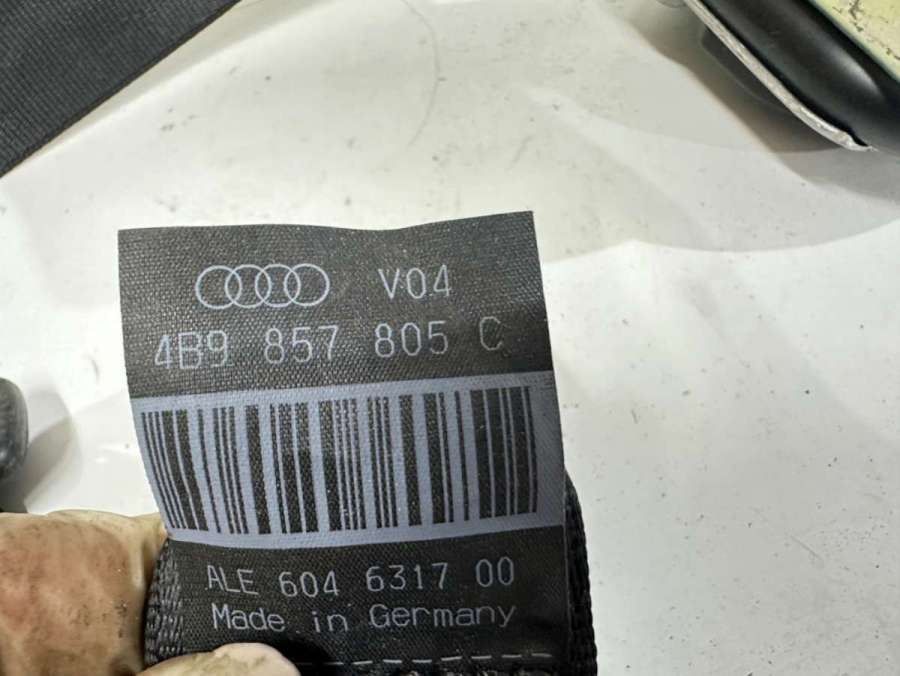 V04
4B9 857 805 C
ALE 604 6317 00
Made in Germany